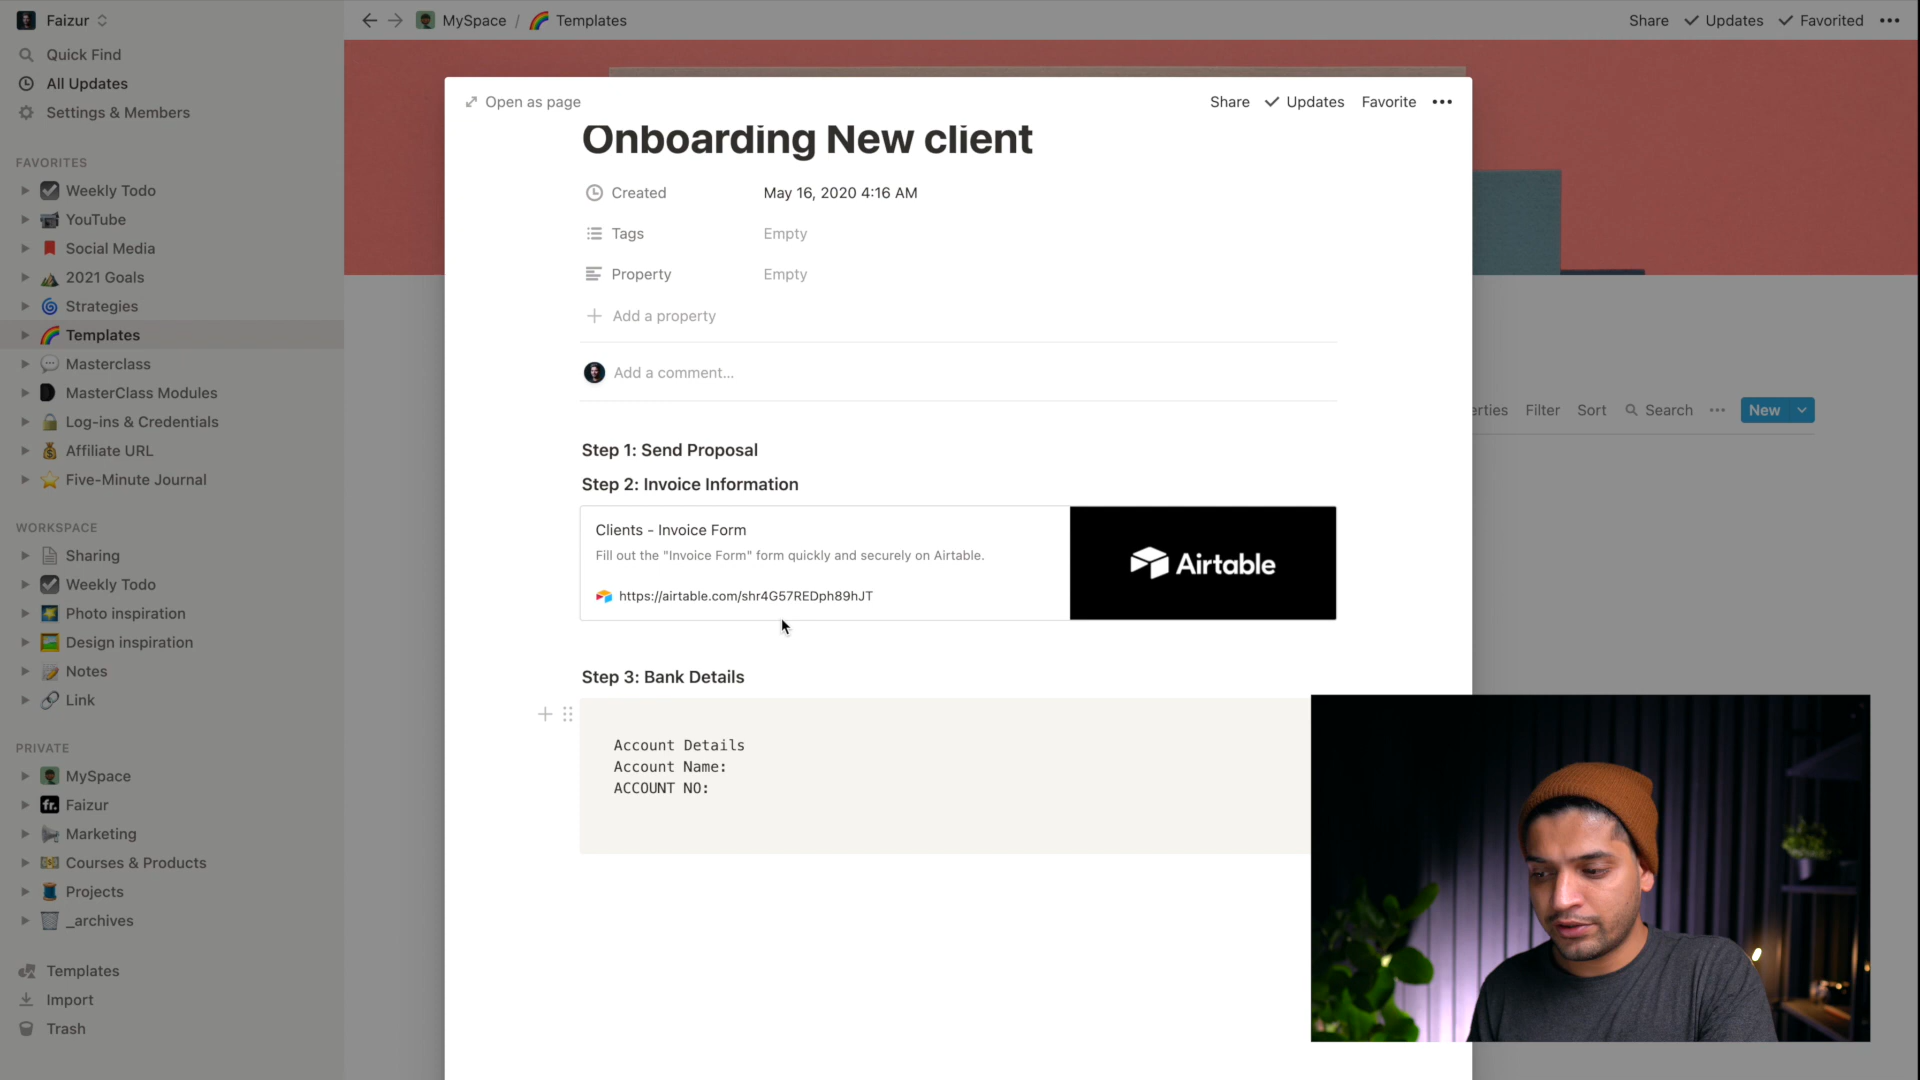 Faizur
Quick Find
All Updates
Settings & Members
FAVORITES
Weekly Todo
YouTube
Social Media
2021 Goals
Strategies
Templates
Masterclass
MasterClass Modules
Log-ins & Credentials
Affiliate URL
Five-Minute Journal
WORKSPACE
Sharing
Weekly Todo
Photo inspiration
Design inspiration
Notes
Link
PRIVATE
MySpace
fr. Faizur
Marketing
Courses & Products
Projects
_archives
Templates
Import
Trash
MySpace / Templates
Share Updates Favorited
Open as page
Share Updates Favorite
Onboarding New client
Created May 16, 2020 4:16 AM
Tags Empty
Property Empty
Add a property
Add a comment...
erties Filter Sort Search New
Step 1: Send Proposal
Step 2: Invoice Information
Clients - Invoice Form
Fill out the "Invoice Form" form quickly and securely on Airtable.
https://airtable.com/shr4G57REDph89hJT
Airtable
Step 3: Bank Details
Account Details
Account Name:
ACCOUNT NO: